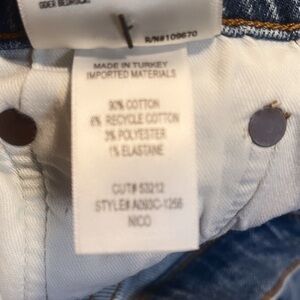 RN#109670
MADE IN TURKEY
IMPORTED MATERIALS
90% COTTON
6% RECYCLE COTTON
3% POLYESTER
1% ELASTANE
CUT# 53212
STYLE# A093C-1256
NICO